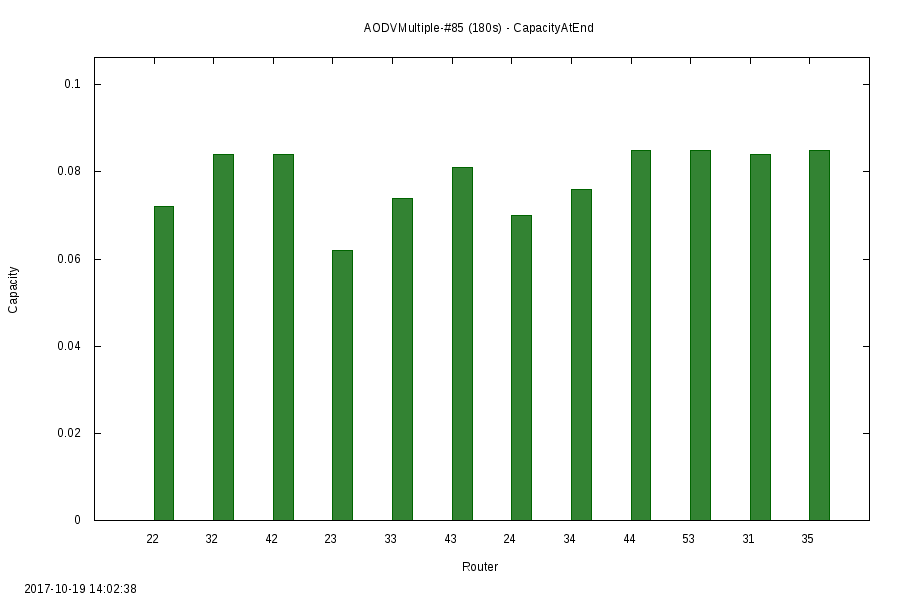 AODVMultiple-#85 (180s) - CapacityAtEnd
0.1
0.08
0.06
0.04
0.02
0
Capacity
22 32 42 23 33 43 24 34 44 53 31 35
Router
2017-10-19 14:02:38